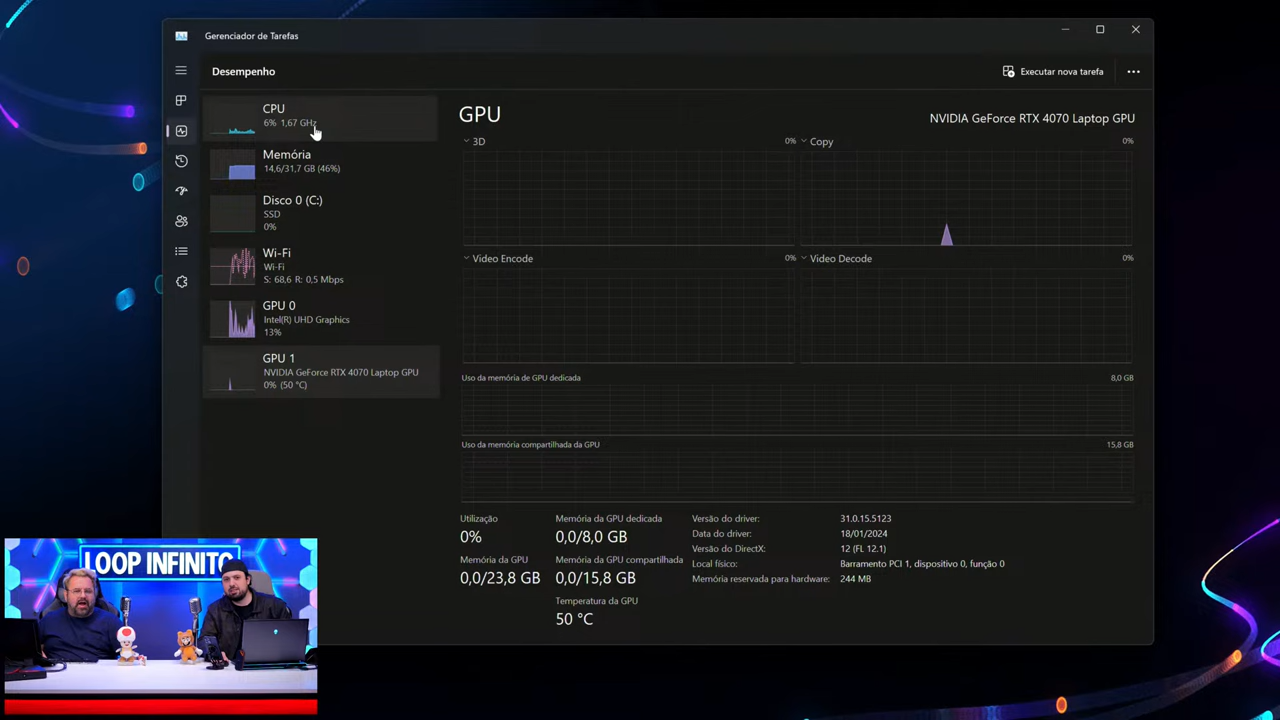 Gerenciador de Tarefas
Desempenho
Executar nova tarefa
CPU
6% 1,67 GHz
Memória
14,6/31,7 GB (46%)
Disco 0 (C:)
SSD
0%
Wi-Fi
Wi-Fi
S: 68,6 R: 0,5 Mbps
GPU 0
Intel(R) UHD Graphics
13%
GPU 1
NVIDIA GeForce RTX 4070 Laptop GPU
0% (50 °C)
GPU
NVIDIA GeForce RTX 4070 Laptop GPU
3D 0%
Copy 0%
Video Encode 0%
Video Decode 0%
Uso da memória de GPU dedicada 8,0 GB
Uso da memória compartilhada da GPU 15,8 GB
Utilização
0%
Memória da GPU dedicada
0,0/8,0 GB
Memória da GPU
0,0/23,8 GB
Memória da GPU compartilhada
0,0/15,8 GB
Temperatura da GPU
50 °C
Versão do driver: 31.0.15.5123
Data do driver: 18/01/2024
Versão do DirectX: 12 (FL 12.1)
Local físico: Barramento PCI 1, dispositivo 0, função 0
Memória reservada para hardware: 244 MB
LOOP INFINITO